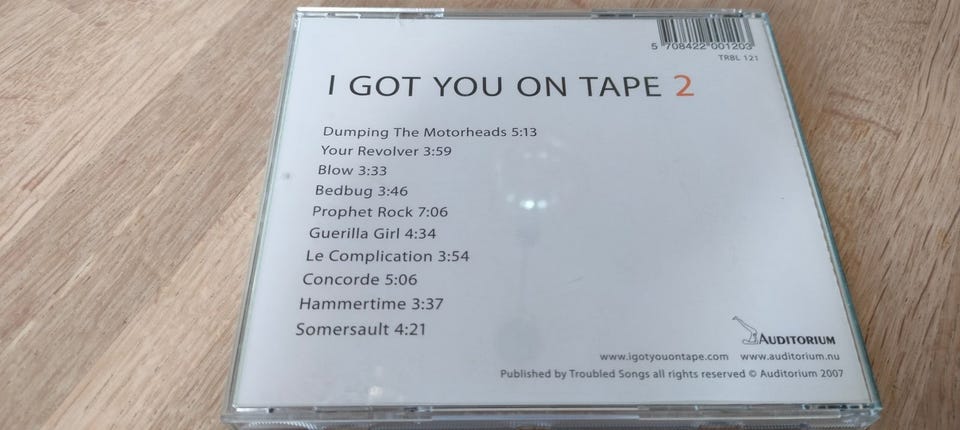 5 708422 001203
TRBL 121
I GOT YOU ON TAPE 2
Dumping The Motorheads 5:13
Your Revolver 3:59
Blow 3:33
Bedbug 3:46
Prophet Rock 7:06
Guerilla Girl 4:34
Le Complication 3:54
Concorde 5:06
Hammertime 3:37
Somersault 4:21
AUDITORIUM
www.igotyouontape.com www.auditorium.nu
Published by Troubled Songs all rights reserved © Auditorium 2007